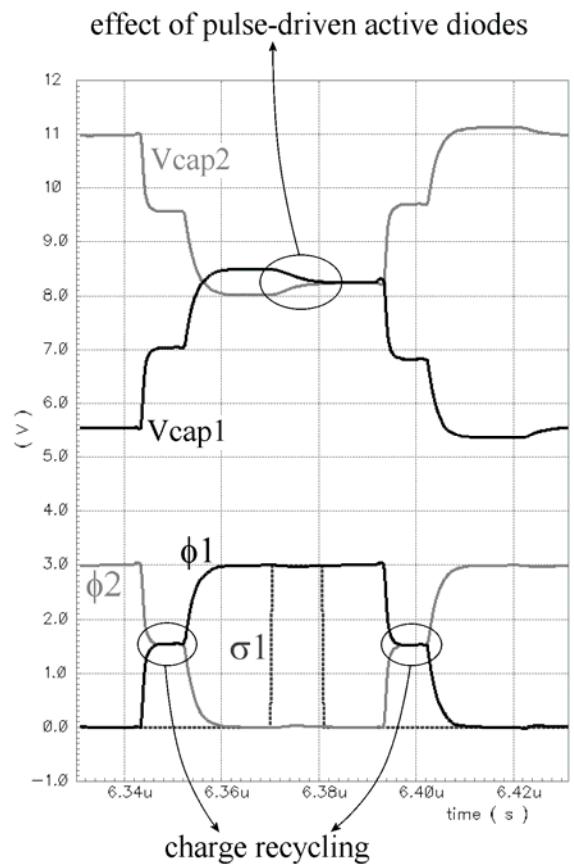 effect of pulse-driven active diodes
12
11
Vcap2
10
9.0
8.0
7.0
6.0
Vcap1
5.0
(V)
4.0
3.0
ϕ1
ϕ2
2.0
σ1
1.0
0.0
-1.0
6.34u 6.36u 6.38u 6.40u 6.42u
time ( s )
charge recycling